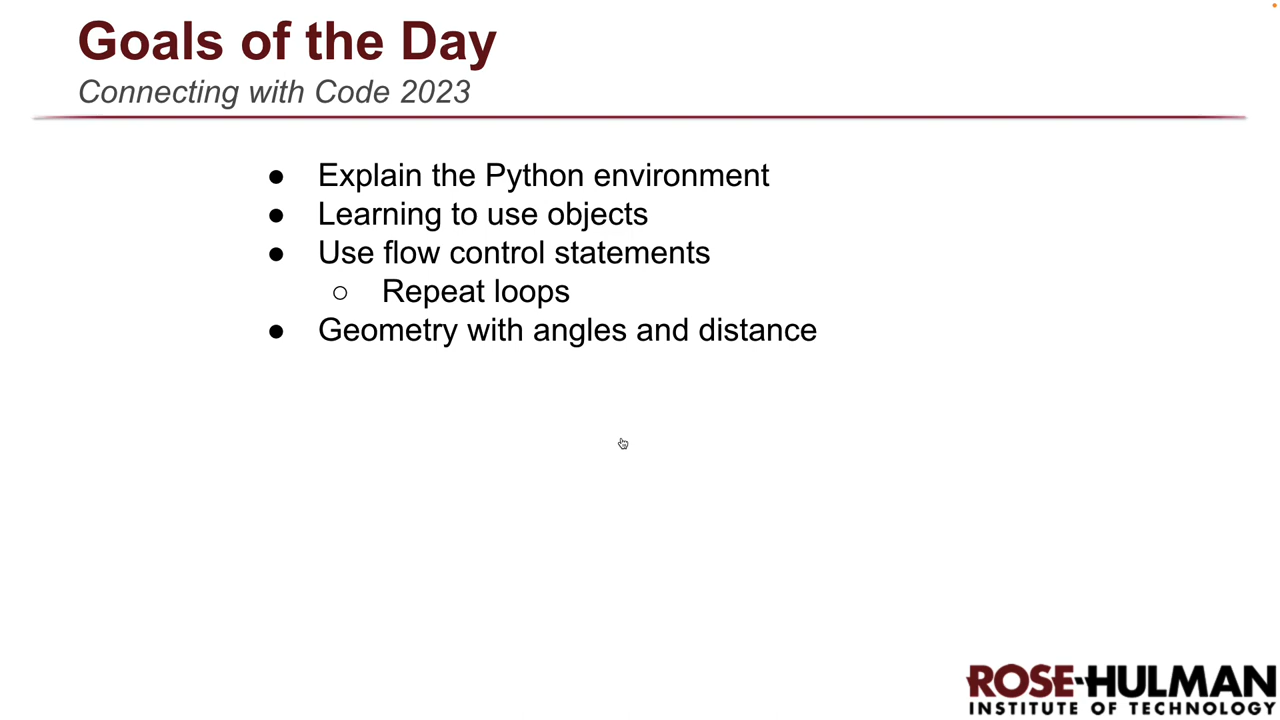 Goals of the Day
Connecting with Code 2023
● Explain the Python environment
● Learning to use objects
● Use flow control statements
○ Repeat loops
● Geometry with angles and distance
ROSE-HULMAN
INSTITUTE OF TECHNOLOGY